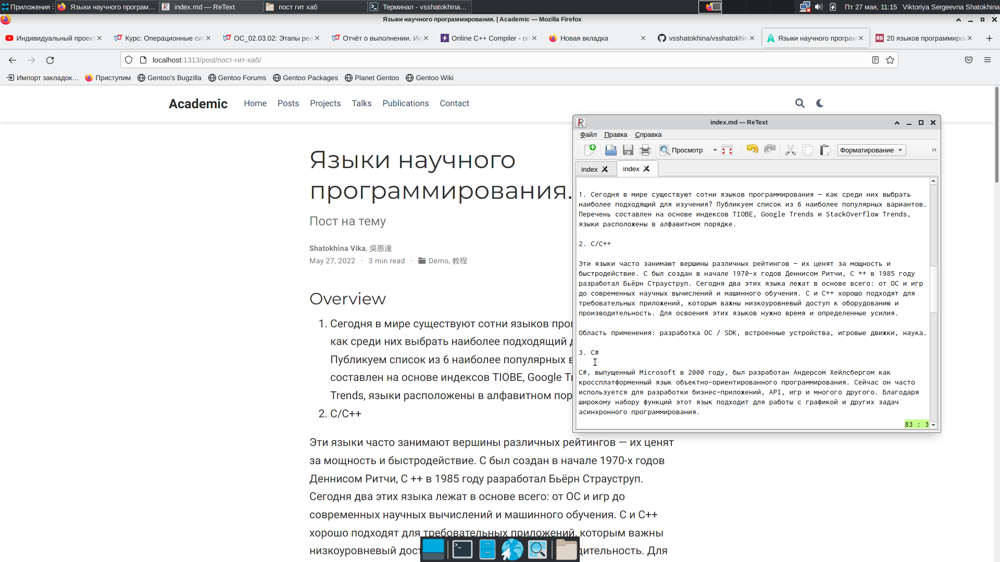 Приложения
Языки научного програм...
index.md — ReText
пост гит хаб
Терминал - vsshatokhina...
Пт 27 мая, 11:15
Viktoriya Sergeevna Shatokhina
Языки научного программирования. | Academic — Mozilla Firefox
Индивидуальный проект
Курс: Операционные сис
ОС_02.03.02: Этапы реа
Отчёт о выполнении. Ин
Online C++ Compiler - on
Новая вкладка
vsshatokhina/vsshatokhin
Языки научного програм
20 языков программиров
localhost:1313/post/пост-гит-хаб/
Импорт закладок...
Приступим
Gentoo's Bugzilla
Gentoo Forums
Gentoo Packages
Planet Gentoo
Gentoo Wiki
Academic
Home
Posts
Projects
Talks
Publications
Contact
Языки научного
программирования.
Пост на тему
Shatokhina Vika, 吳恩達
May 27, 2022 · 3 min read · Demo, 教程
Overview
1. Сегодня в мире существуют сотни языков прог
как среди них выбрать наиболее подходящий д
Публикуем список из 6 наиболее популярных в
составлен на основе индексов TIOBE, Google Tr
Trends, языки расположены в алфавитном пор
2. C/C++
Эти языки часто занимают вершины различных рейтингов — их ценят
за мощность и быстродействие. С был создан в начале 1970-х годов
Деннисом Ритчи, С ++ в 1985 году разработал Бьёрн Страуструп.
Сегодня два этих языка лежат в основе всего: от ОС и игр до
современных научных вычислений и машинного обучения. C и C++
хорошо подходят для требовательных приложений, которым важны
низкоуровневый дост
дительность. Для
index.md — ReText
Файл
Правка
Справка
Просмотр
Форматирование
index
index
1. Сегодня в мире существуют сотни языков программирования – как среди них выбрать
наиболее подходящий для изучения? Публикуем список из 6 наиболее популярных вариантов.
Перечень составлен на основе индексов TIOBE, Google Trends и StackOverflow Trends,
языки расположены в алфавитном порядке.
2. C/C++
Эти языки часто занимают вершины различных рейтингов – их ценят за мощность и
быстродействие. С был создан в начале 1970-х годов Деннисом Ритчи, С ++ в 1985 году
разработал Бьёрн Страуструп. Сегодня два этих языка лежат в основе всего: от ОС и игр
до современных научных вычислений и машинного обучения. C и C++ хорошо подходят для
требовательных приложений, которым важны низкоуровневый доступ к оборудованию и
производительность. Для освоения этих языков нужно время и определенные усилия.
Область применения: разработка ОС / SDK, встроенные устройства, игровые движки, наука.
3. C#
C#, выпущенный Microsoft в 2000 году, был разработан Андерсом Хейлсбергом как
кроссплатформенный язык объектно-ориентированного программирования. Сейчас он часто
используется для разработки бизнес-приложений, API, игр и многого другого. Благодаря
широкому набору функций этот язык подходит для работы с графикой и других задач
асинхронного программирования.
83 : 3